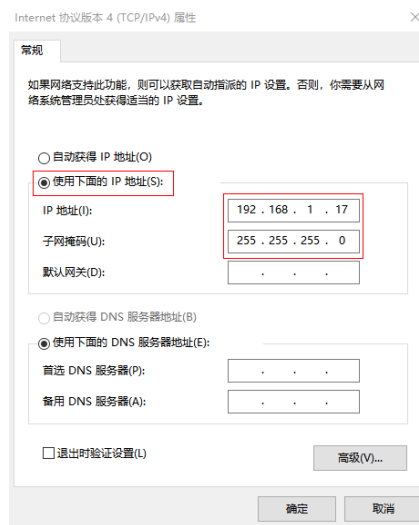 Internet 协议版本 4 (TCP/IPv4) 属性
常规
如果网络支持此功能，则可以获取自动指派的 IP 设置。否则，你需要从网
络系统管理员处获得适当的 IP 设置。
自动获得 IP 地址(O)
使用下面的 IP 地址(S):
IP 地址(I): 192 . 168 . 1 . 17
子网掩码(U): 255 . 255 . 255 . 0
默认网关(D): . . .
自动获得 DNS 服务器地址(B)
使用下面的 DNS 服务器地址(E):
首选 DNS 服务器(P): . . .
备用 DNS 服务器(A): . . .
退出时验证设置(L)
高级(V)...
确定 取消